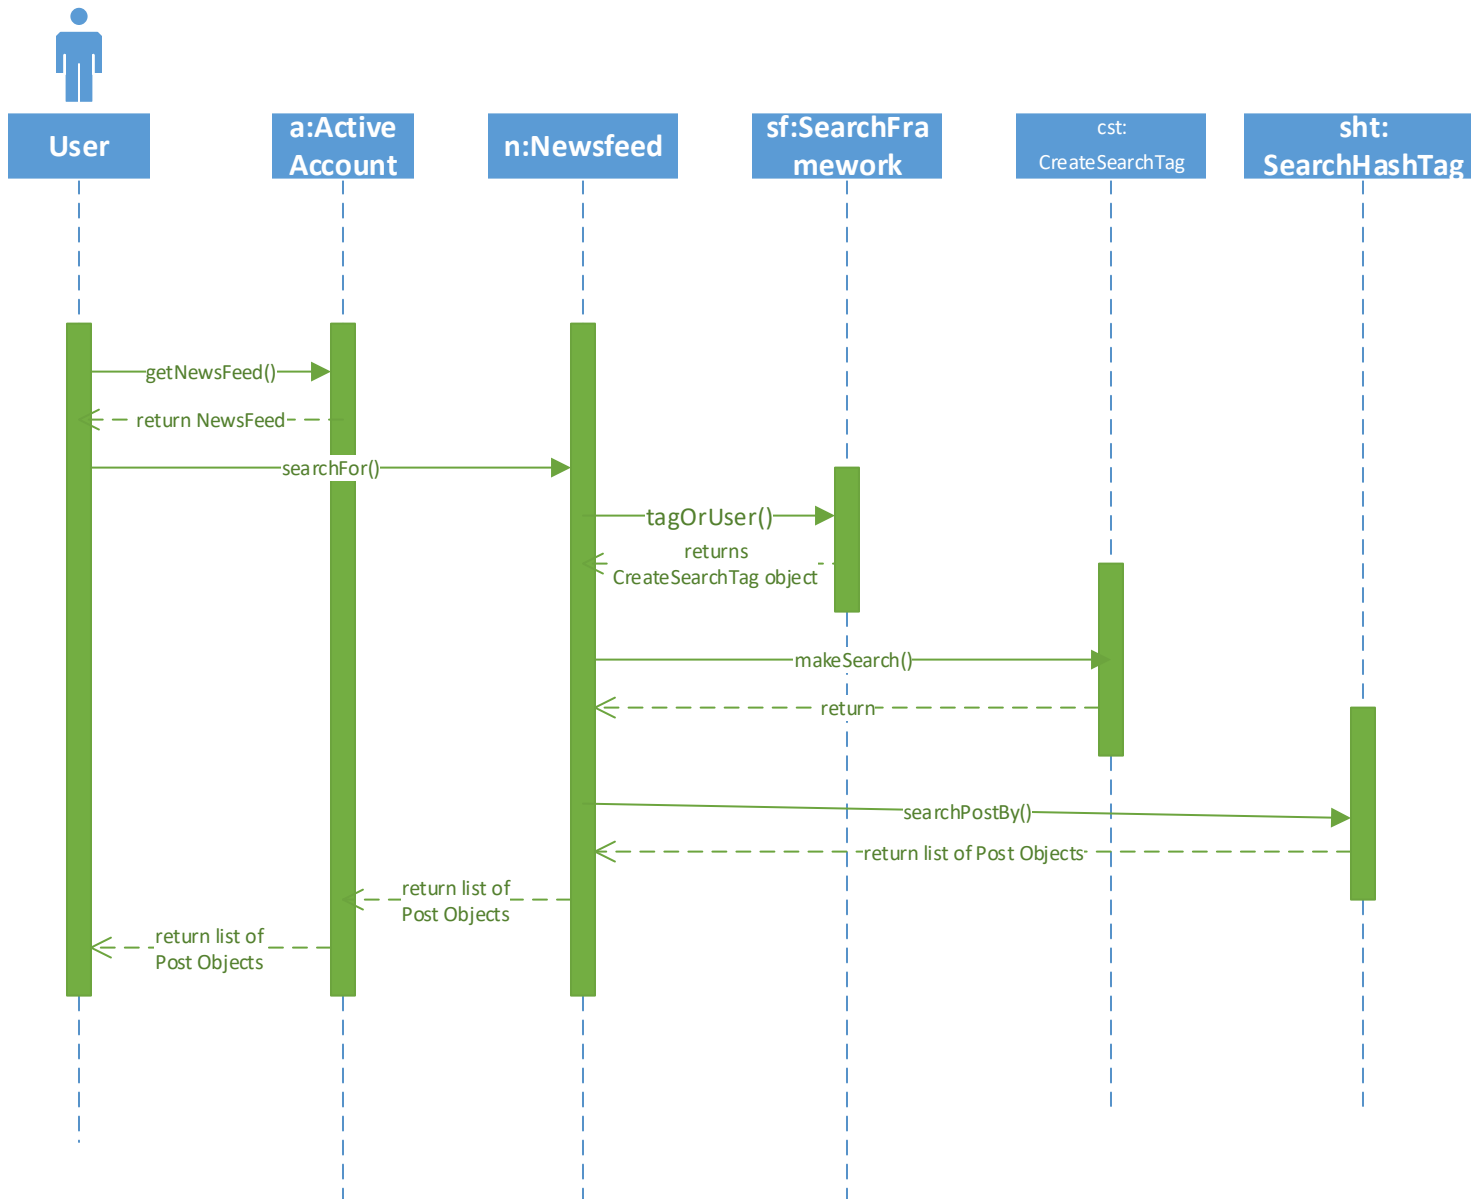 User
a:Active
Account
n:Newsfeed
sf:SearchFra
mework
cst:
CreateSearchTag
sht:
SearchHashTag
getNewsFeed()
return NewsFeed
searchFor()
tagOrUser()
returns
CreateSearchTag object
makeSearch()
return
searchPostBy()
return list of Post Objects
return list of
Post Objects
return list of
Post Objects